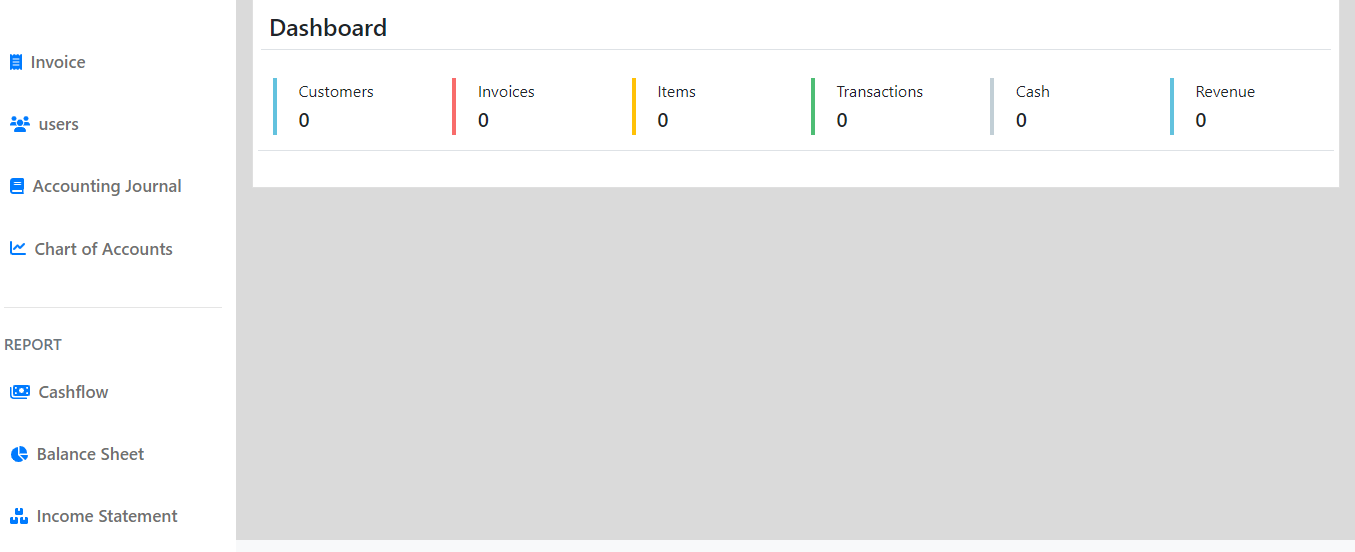 Invoice
users
Accounting Journal
Chart of Accounts
REPORT
Cashflow
Balance Sheet
Income Statement
Dashboard
Customers
0
Invoices
0
Items
0
Transactions
0
Cash
0
Revenue
0